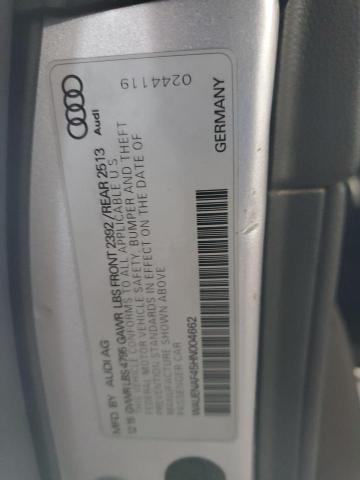 MFD. BY AUDI AG
12/16 GVWR LBS 4795 GAWR LBS FRONT 2392/REAR 2513
THIS VEHICLE CONFORMS TO ALL APPLICABLE U S
FEDERAL MOTOR VEHICLE SAFETY, BUMPER AND THEFT
PREVENTION STANDARDS IN EFFECT ON THE DATE OF
MANUFACTURE SHOWN ABOVE
PASSENGER CAR
WAUENAF45HN004662
Audi
0244119
GERMANY